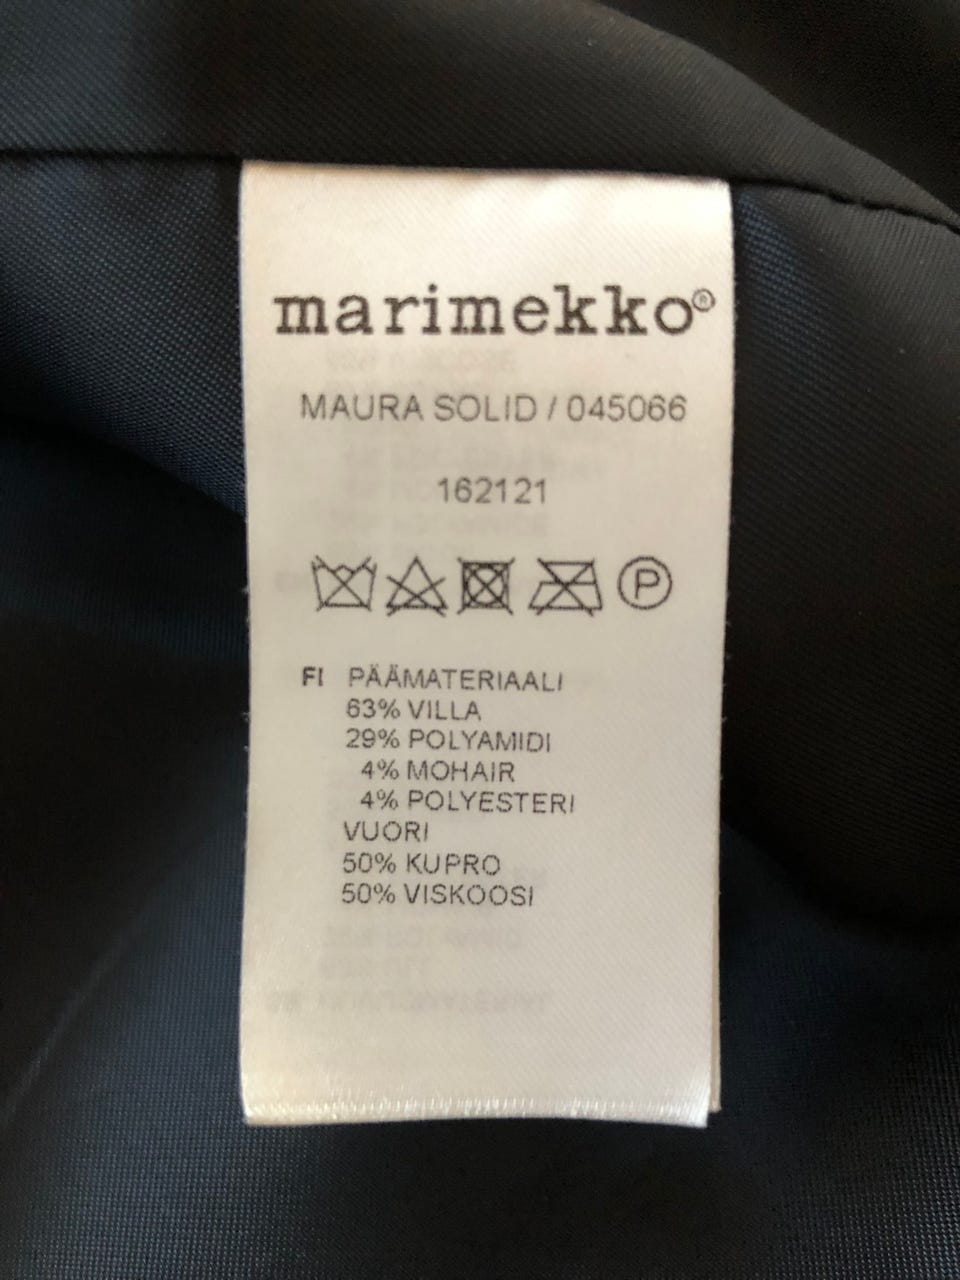 marimekko®
MAURA SOLID / 045066
162121
P
FI PÄÄMATERIAALI
63% VILLA
29% POLYAMIDI
4% MOHAIR
4% POLYESTERI
VUORI
50% KUPRO
50% VISKOOSI